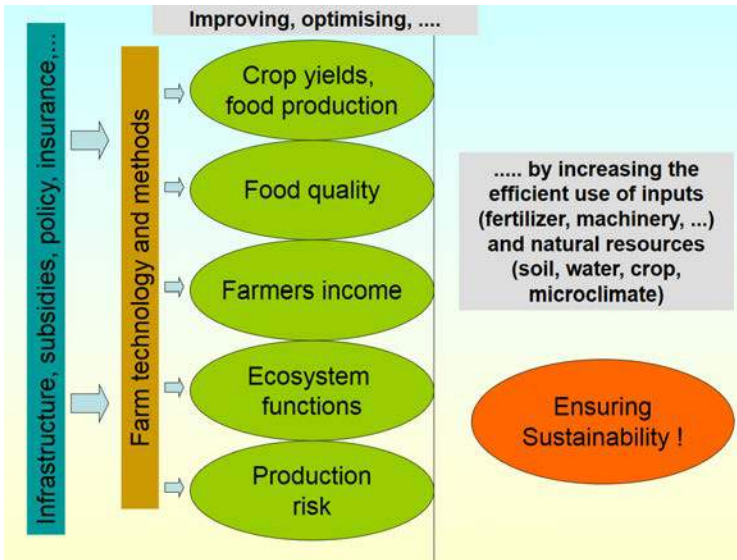 Improving, optimising, ....
Infrastructure, subsidies, policy, insurance,...
Farm technology and methods
Crop yields,
food production
Food quality
Farmers income
Ecosystem
functions
Production
risk
..... by increasing the
efficient use of inputs
(fertilizer, machinery, ...)
and natural resources
(soil, water, crop,
microclimate)
Ensuring
Sustainability !